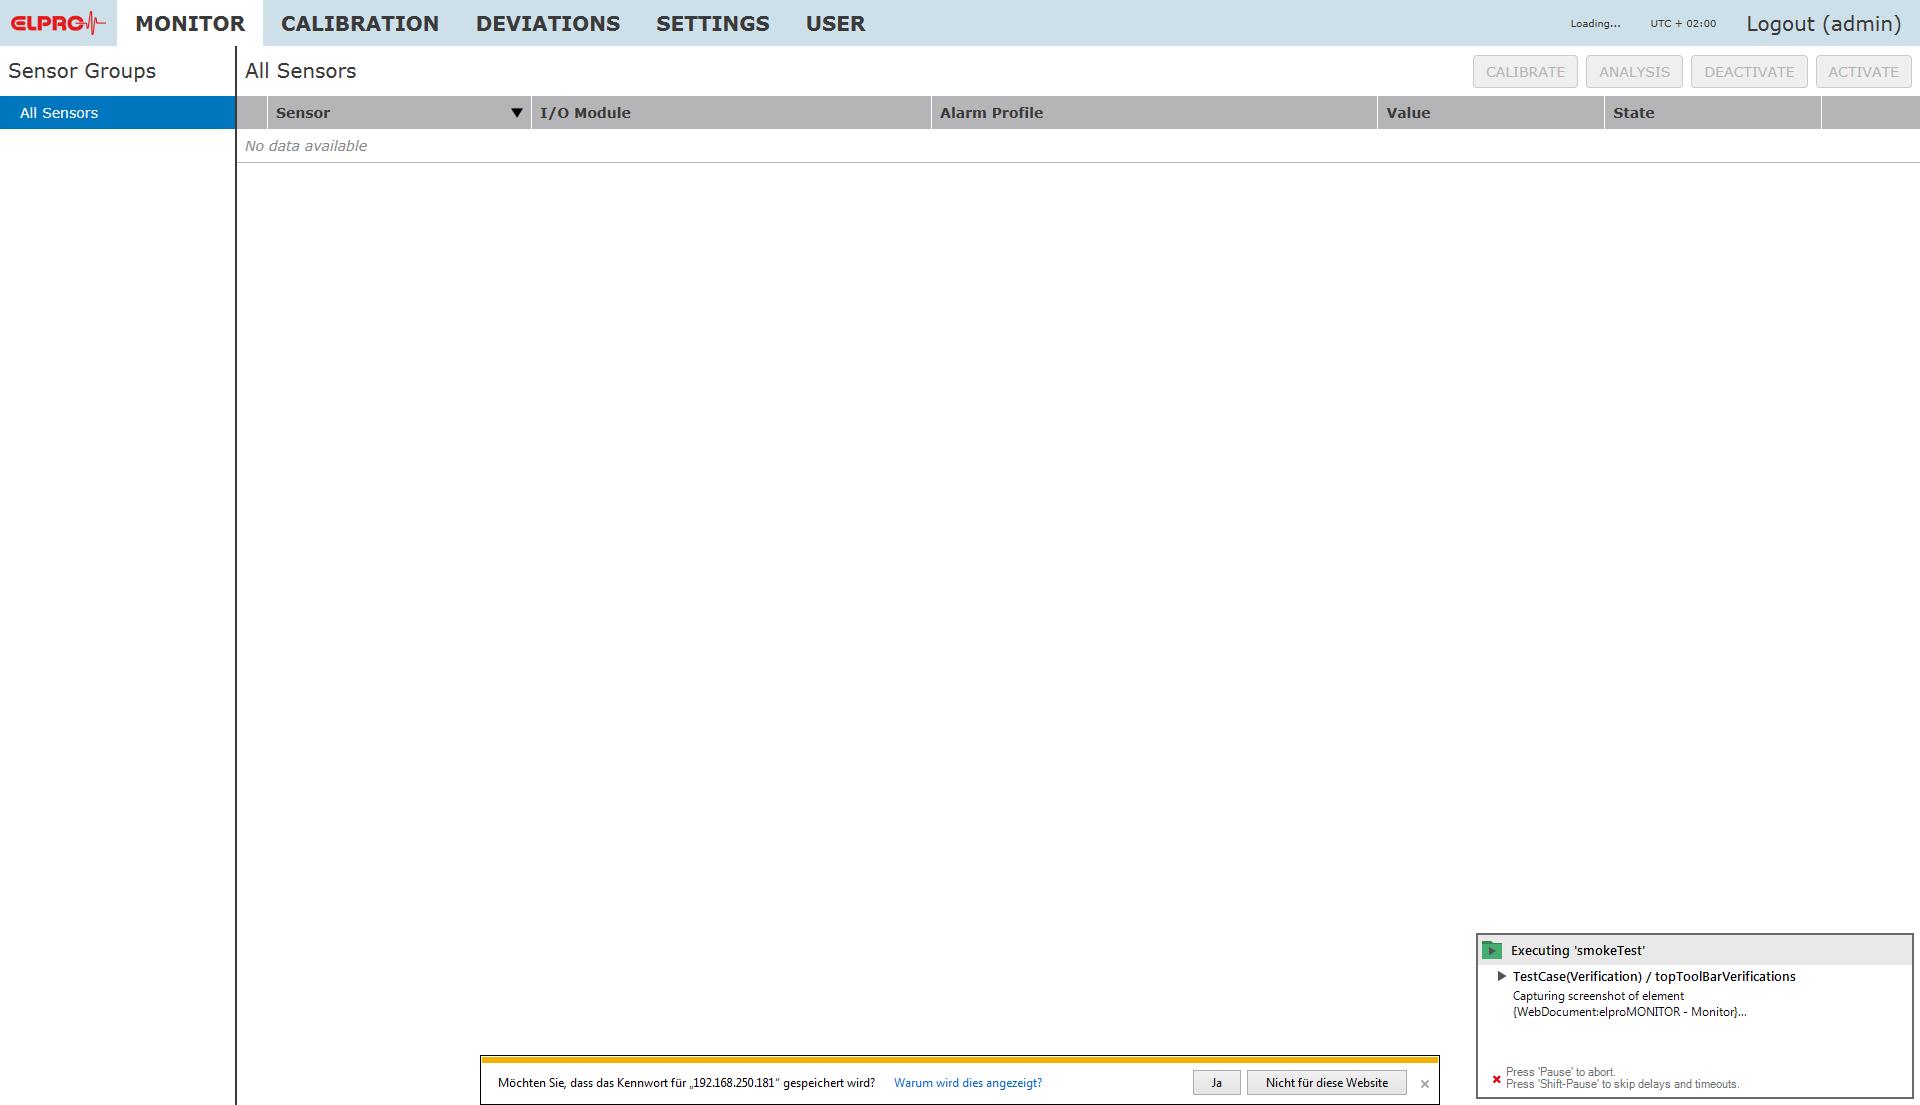 ELPRO MONITOR CALIBRATION DEVIATIONS SETTINGS USER Loading... UTC + 02:00 Logout (admin)
Sensor Groups All Sensors CALIBRATE ANALYSIS DEACTIVATE ACTIVATE
All Sensors Sensor I/O Module Alarm Profile Value State
No data available
Executing 'smokeTest'
TestCase(Verification) / topToolBarVerifications
Capturing screenshot of element
{WebDocument:elproMONITOR - Monitor}...
Press 'Pause' to abort.
Press 'Shift-Pause' to skip delays and timeouts.
Möchten Sie, dass das Kennwort für „192.168.250.181“ gespeichert wird? Warum wird dies angezeigt? Ja Nicht für diese Website